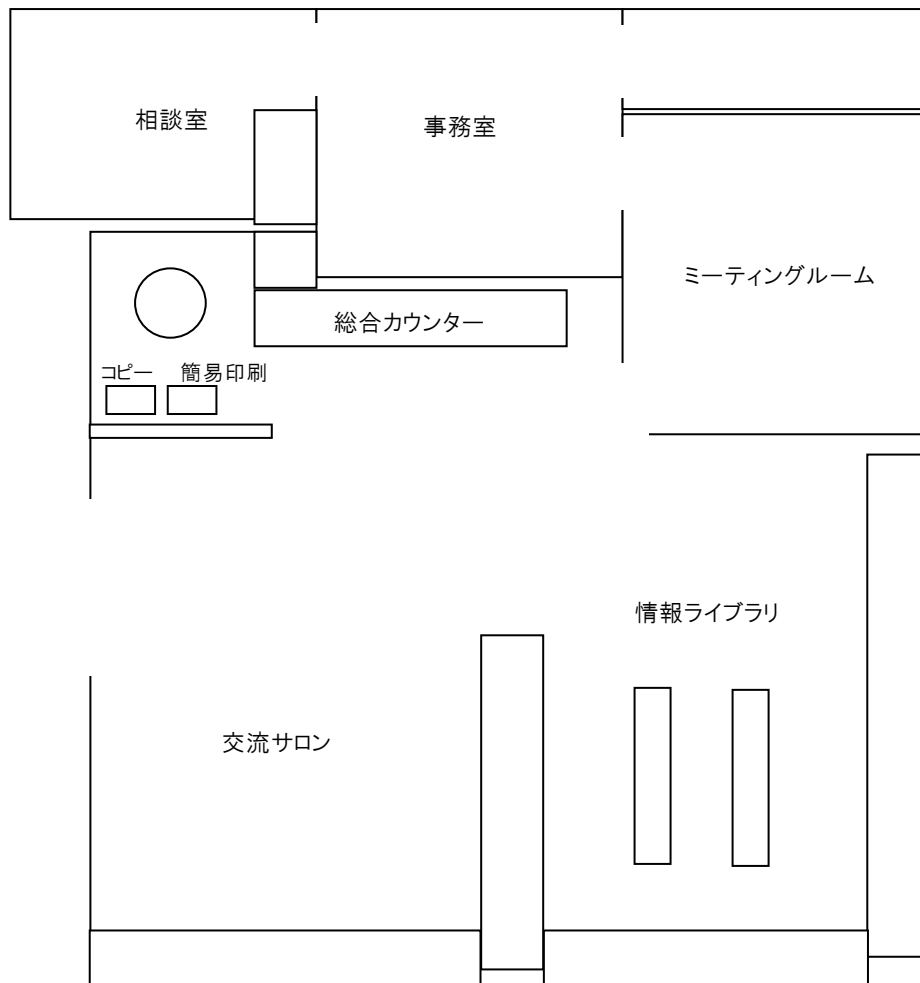 相談室
事務室
ミーティングルーム
総合カウンター
コピー
簡易印刷
情報ライブラリ
交流サロン